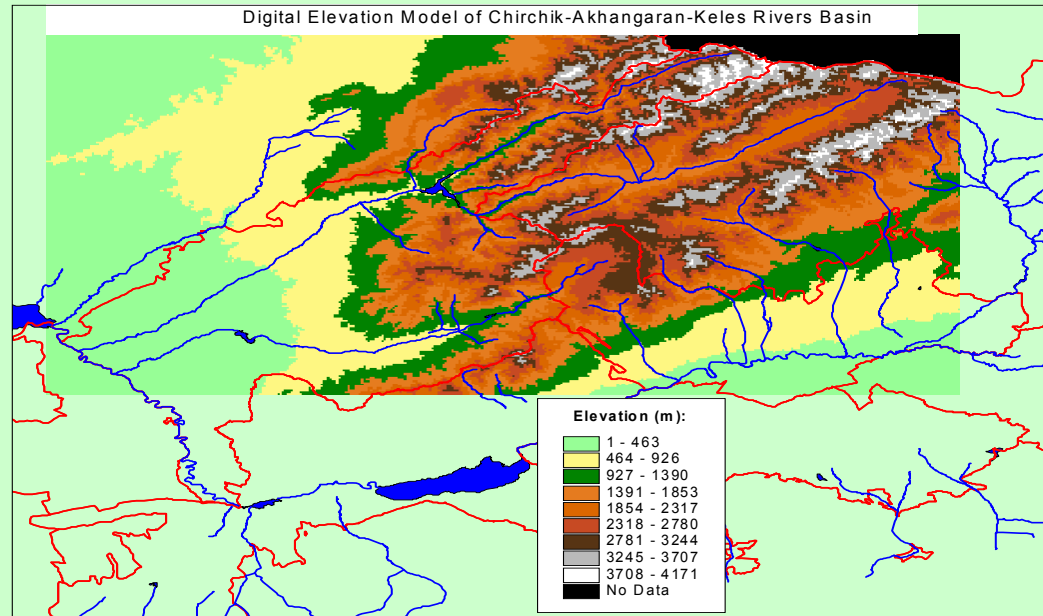 Digital Elevation Model of Chirchik-Akhangaran-Keles Rivers Basin
Elevation (m):
1 - 463
464 - 926
927 - 1390
1391 - 1853
1854 - 2317
2318 - 2780
2781 - 3244
3245 - 3707
3708 - 4171
No Data